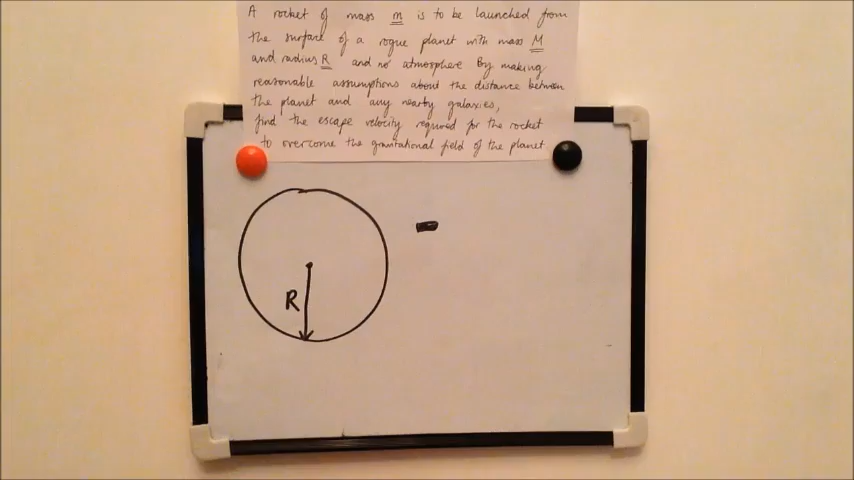 A rocket of mass m is to be launched from
the surface of a rogue planet with mass M
and radius R and no atmosphere By making
reasonable assumptions about the distance between
the planet and any nearby galaxies,
find the escape velocity required for the rocket
to overcome the gravitational field of the planet.
R